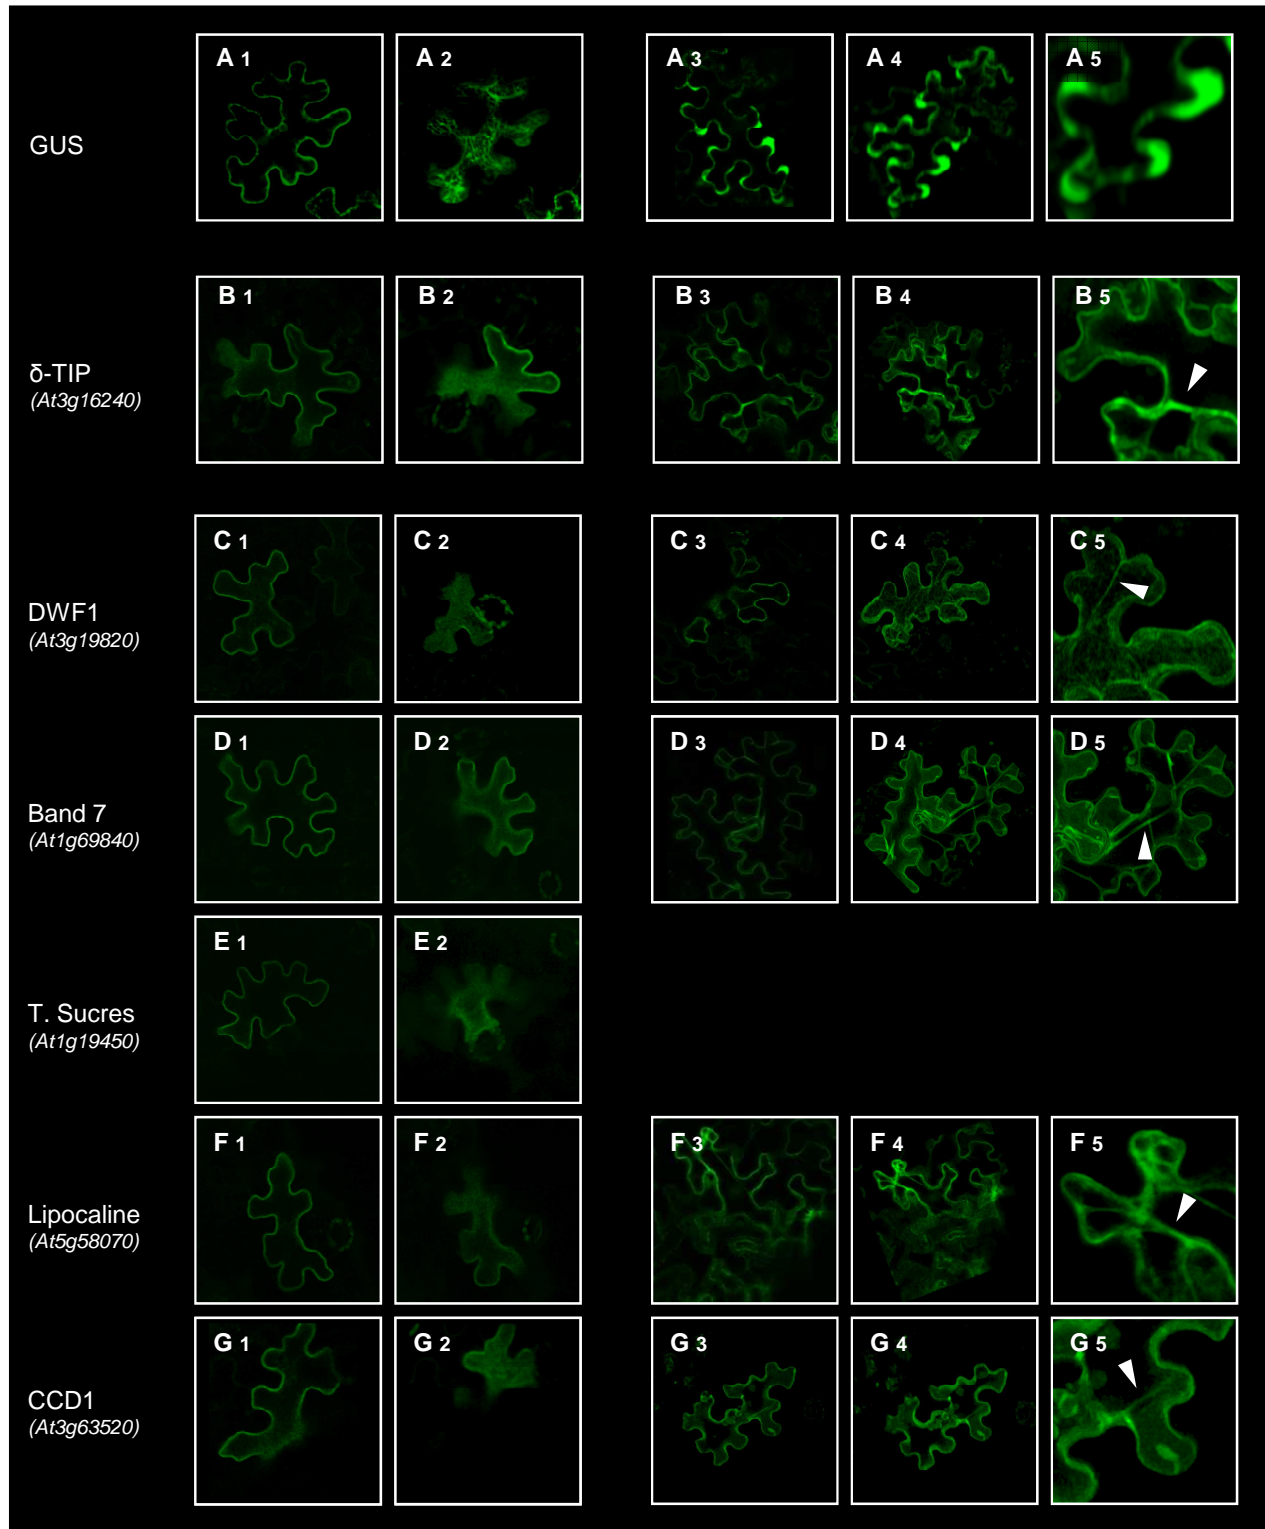 A 1 A 2 A 3 A 4 A 5
GUS
B 1 B 2 B 3 B 4 B 5
δ-TIP
(At3g16240)
C 1 C 2 C 3 C 4 C 5
DWF1
(At3g19820)
D 1 D 2 D 3 D 4 D 5
Band 7
(At1g69840)
E 1 E 2
T. Sucres
(At1g19450)
F 1 F 2 F 3 F 4 F 5
Lipocaline
(At5g58070)
G 1 G 2 G 3 G 4 G 5
CCD1
(At3g63520)